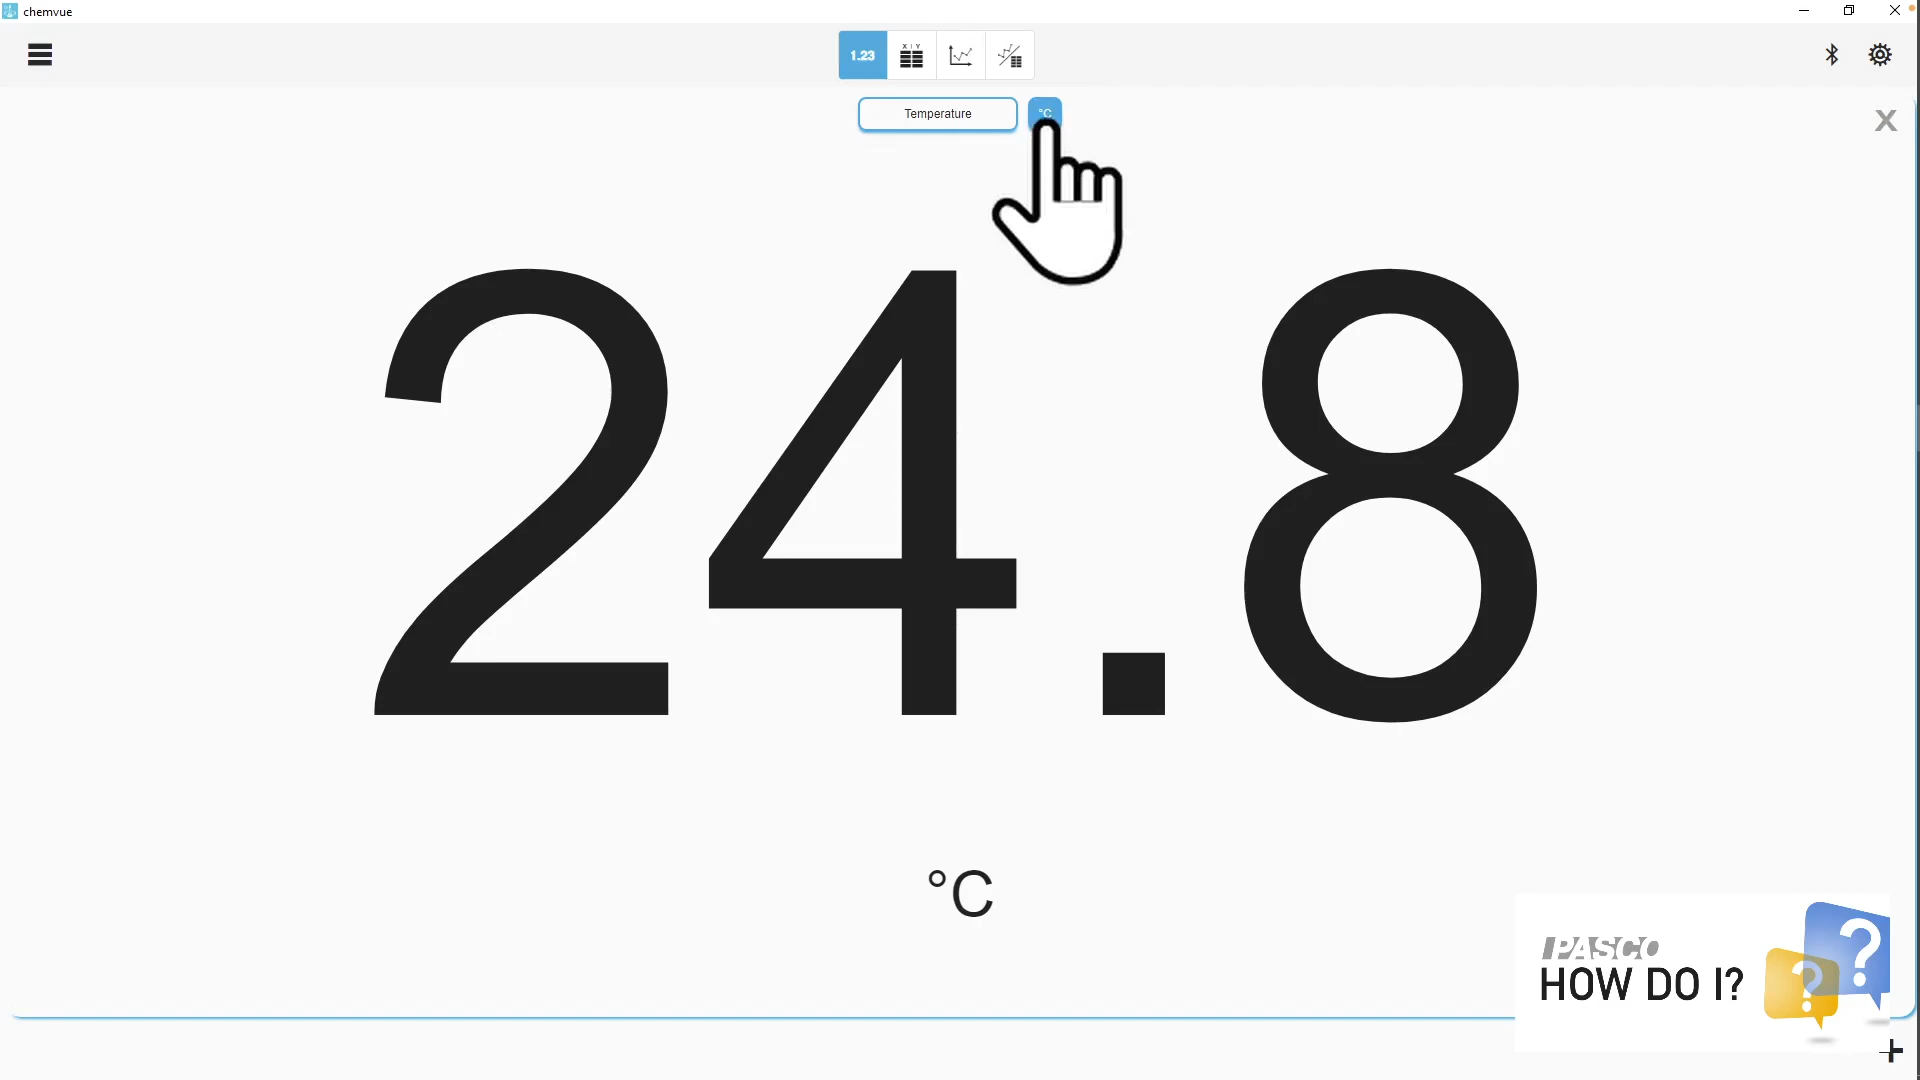 chemvue
1.23
X Y
Temperature
°C
24.8
°C
PASCO
HOW DO I?